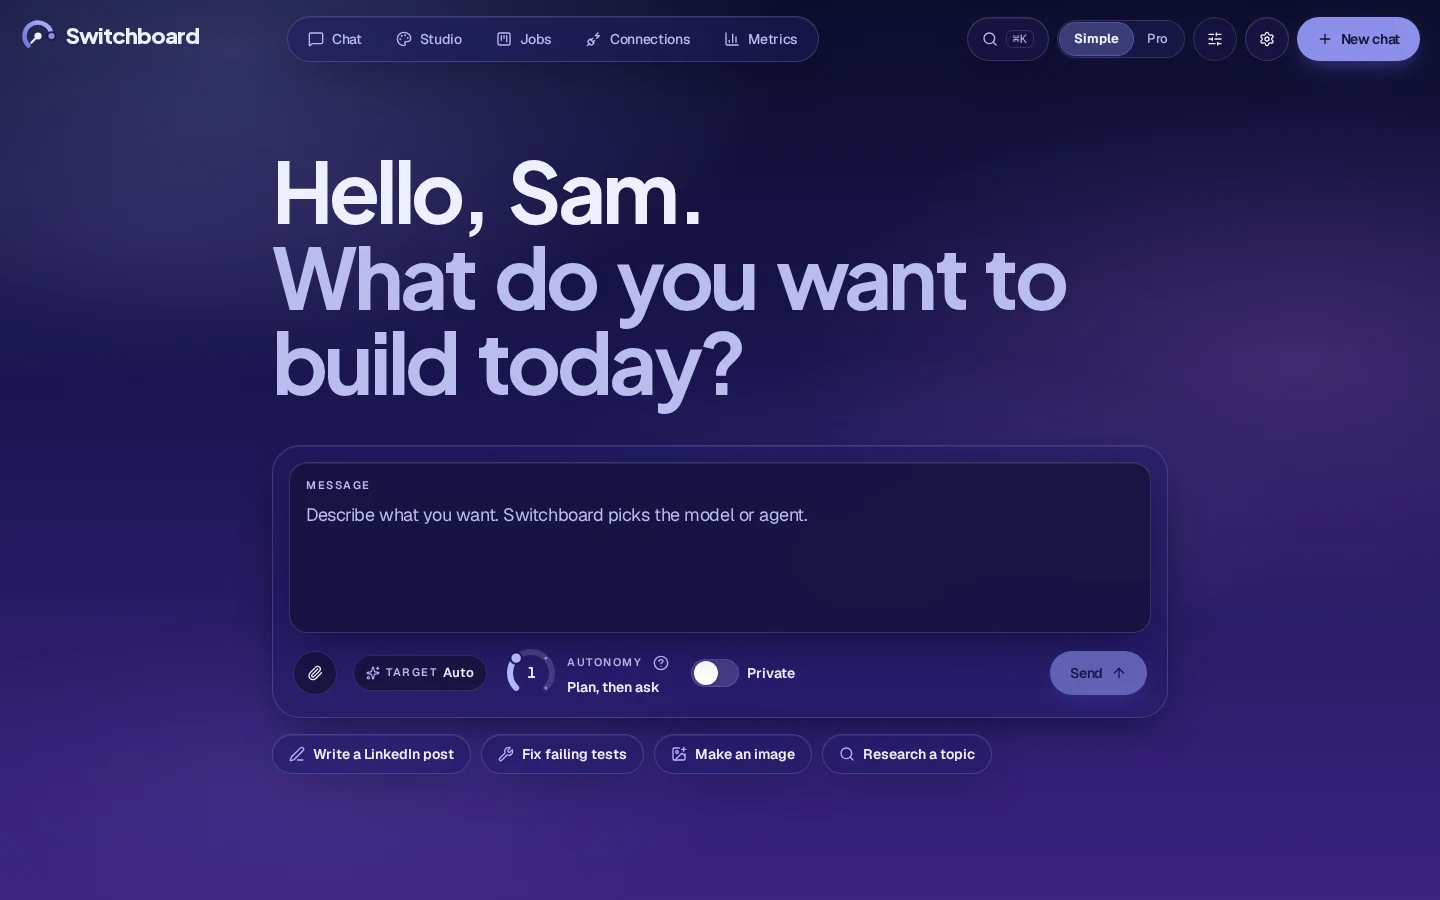 Switchboard
Chat
Studio
Jobs
Connections
Metrics
⌘K
Simple
Pro
New chat
Hello, Sam.
What do you want to
build today?
MESSAGE
Describe what you want. Switchboard picks the model or agent.
TARGET Auto
1
AUTONOMY
Plan, then ask
Private
Send
Write a LinkedIn post
Fix failing tests
Make an image
Research a topic